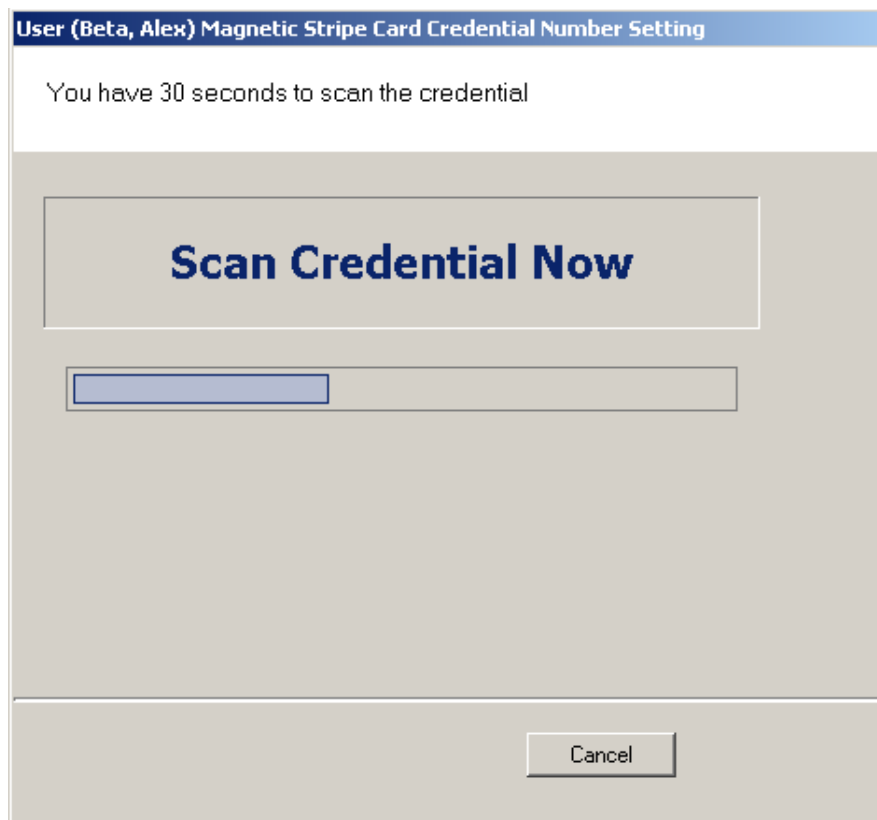 User (Beta, Alex) Magnetic Stripe Card Credential Number Setting
You have 30 seconds to scan the credential
Scan Credential Now
Cancel